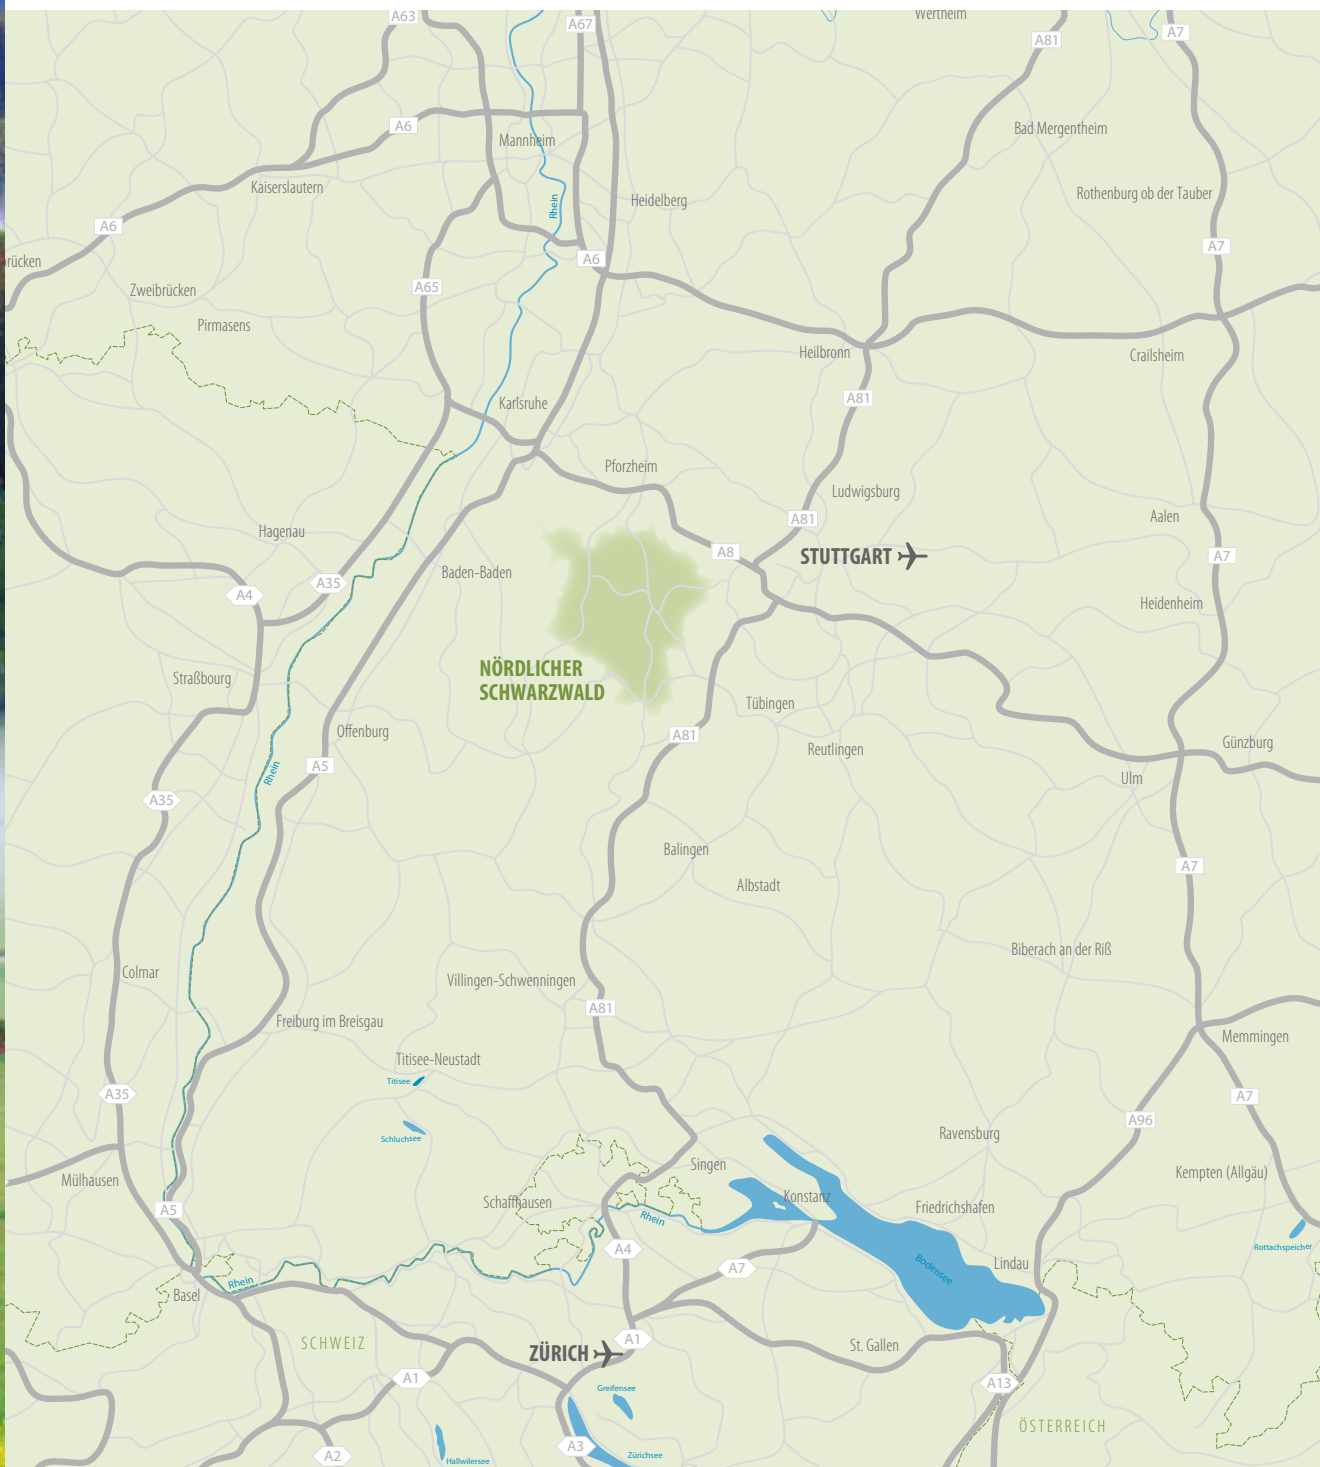 A63
A67
Wertheim
A81
A7
A6
Mannheim
Bad Mergentheim
Kaiserslautern
Rhein
Heidelberg
Rothenburg ob der Tauber
A6
A7
rücken
A6
Zweibrücken
A65
Pirmasens
Heilbronn
Crailsheim
Karlsruhe
A81
Pforzheim
Ludwigsburg
A81
Aalen
Hagenau
A8
STUTTGART
A7
Baden-Baden
A35
A4
Heidenheim
NÖRDLICHER
SCHWARZWALD
Straßbourg
Tübingen
Offenburg
A81
Reutlingen
Günzburg
A5
Rhein
Ulm
A35
Balingen
A7
Albstadt
Biberach an der Riß
Colmar
Villingen-Schwenningen
A81
Freiburg im Breisgau
Memmingen
Titisee-Neustadt
Titisee
A35
A7
A96
Schluchsee
Ravensburg
Singen
Kempten (Allgäu)
Mülhausen
Schaffhausen
Konstanz
A5
Friedrichshafen
Rhein
A4
Rottachspeicher
Lindau
A7
Bodensee
Rhein
Basel
SCHWEIZ
A1
St. Gallen
ZÜRICH
A1
A13
Greifensee
ÖSTERREICH
A3
A2
Zürichsee
Hallwilersee